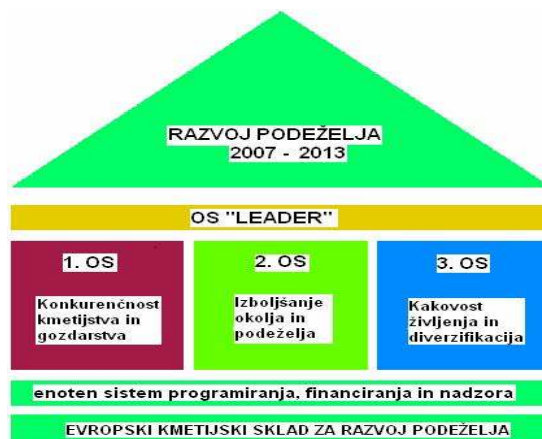 RAZVOJ PODEŽELJA
2007 - 2013
OS "LEADER"
1. OS
Konkurenčnost
kmetijstva in
gozdarstva
2. OS
Izboljšanje
okolja in
podeželja
3. OS
Kakovost
življenja in
diverzifikacija
enoten sistem programiranja, financiranja in nadzora
EVROPSKI KMETIJSKI SKLAD ZA RAZVOJ PODEŽELJA